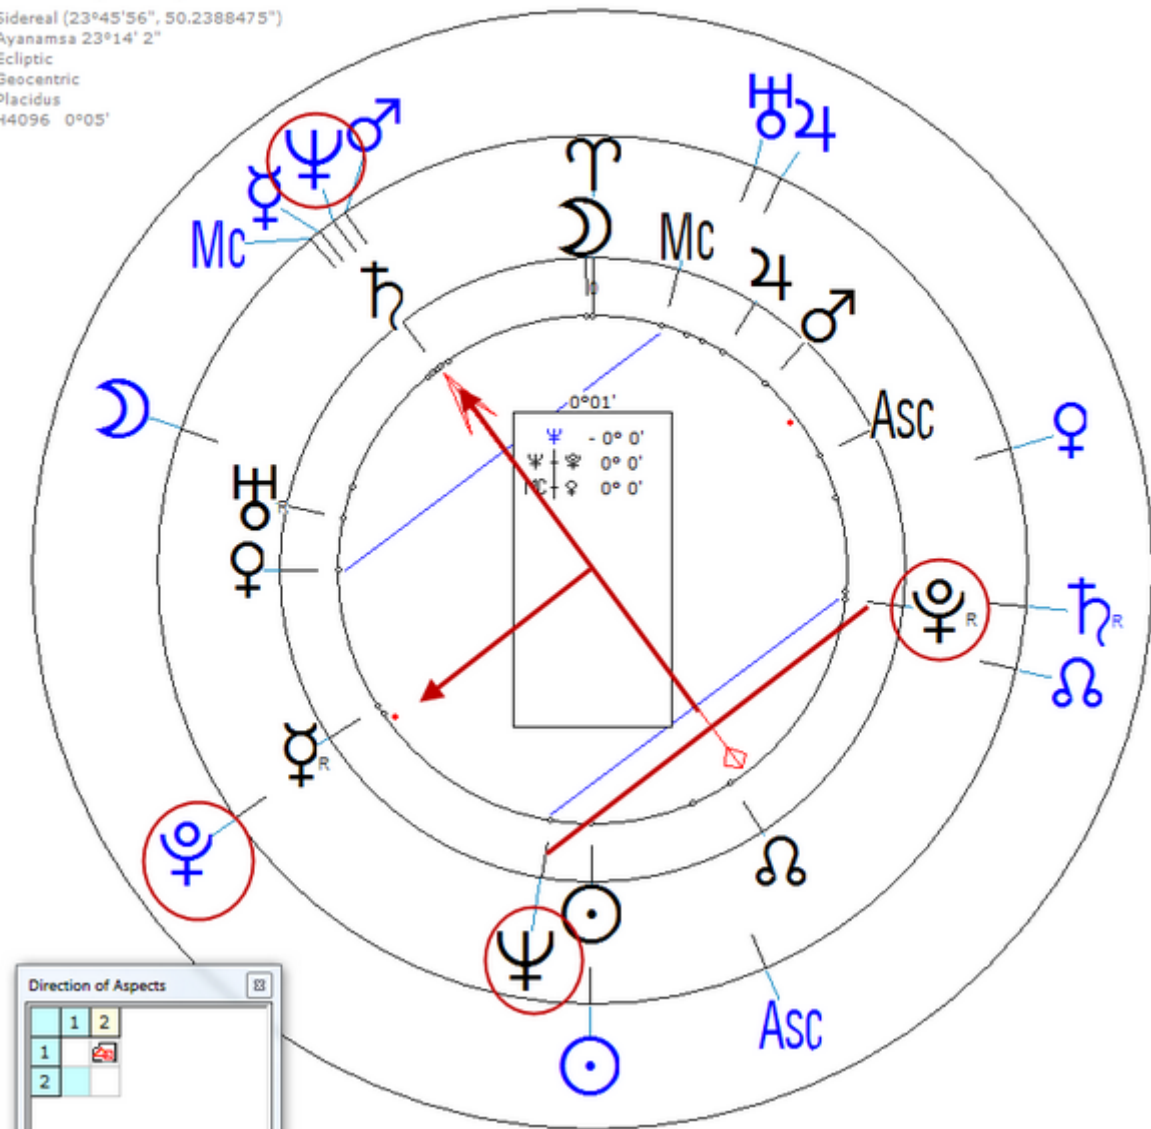 Sidereal (23°45'56", 50.2388475")
Ayanamsa 23°14' 2"
Ecliptic
Geocentric
Placidus
H4096 0°05'
♅ ♃
☿ ♆ ♂
♈
Mc
♄
☽
Mc
♃
♂
☽
Asc
♀
0°01'
♆ - 0° 0'
♆ ┼ ⯓ 0° 0'
MC ┼ ♀ 0° 0'
♅ R
♀
⯓ R
♄ R
☊
☿ R
⯓
☊
☉
♆
Asc
☉
Direction of Aspects
1 2
1
2